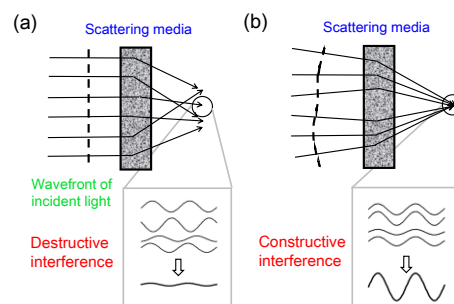 (a)
Scattering media
Wavefront of
incident light
Destructive
interference
(b)
Scattering media
Constructive
interference